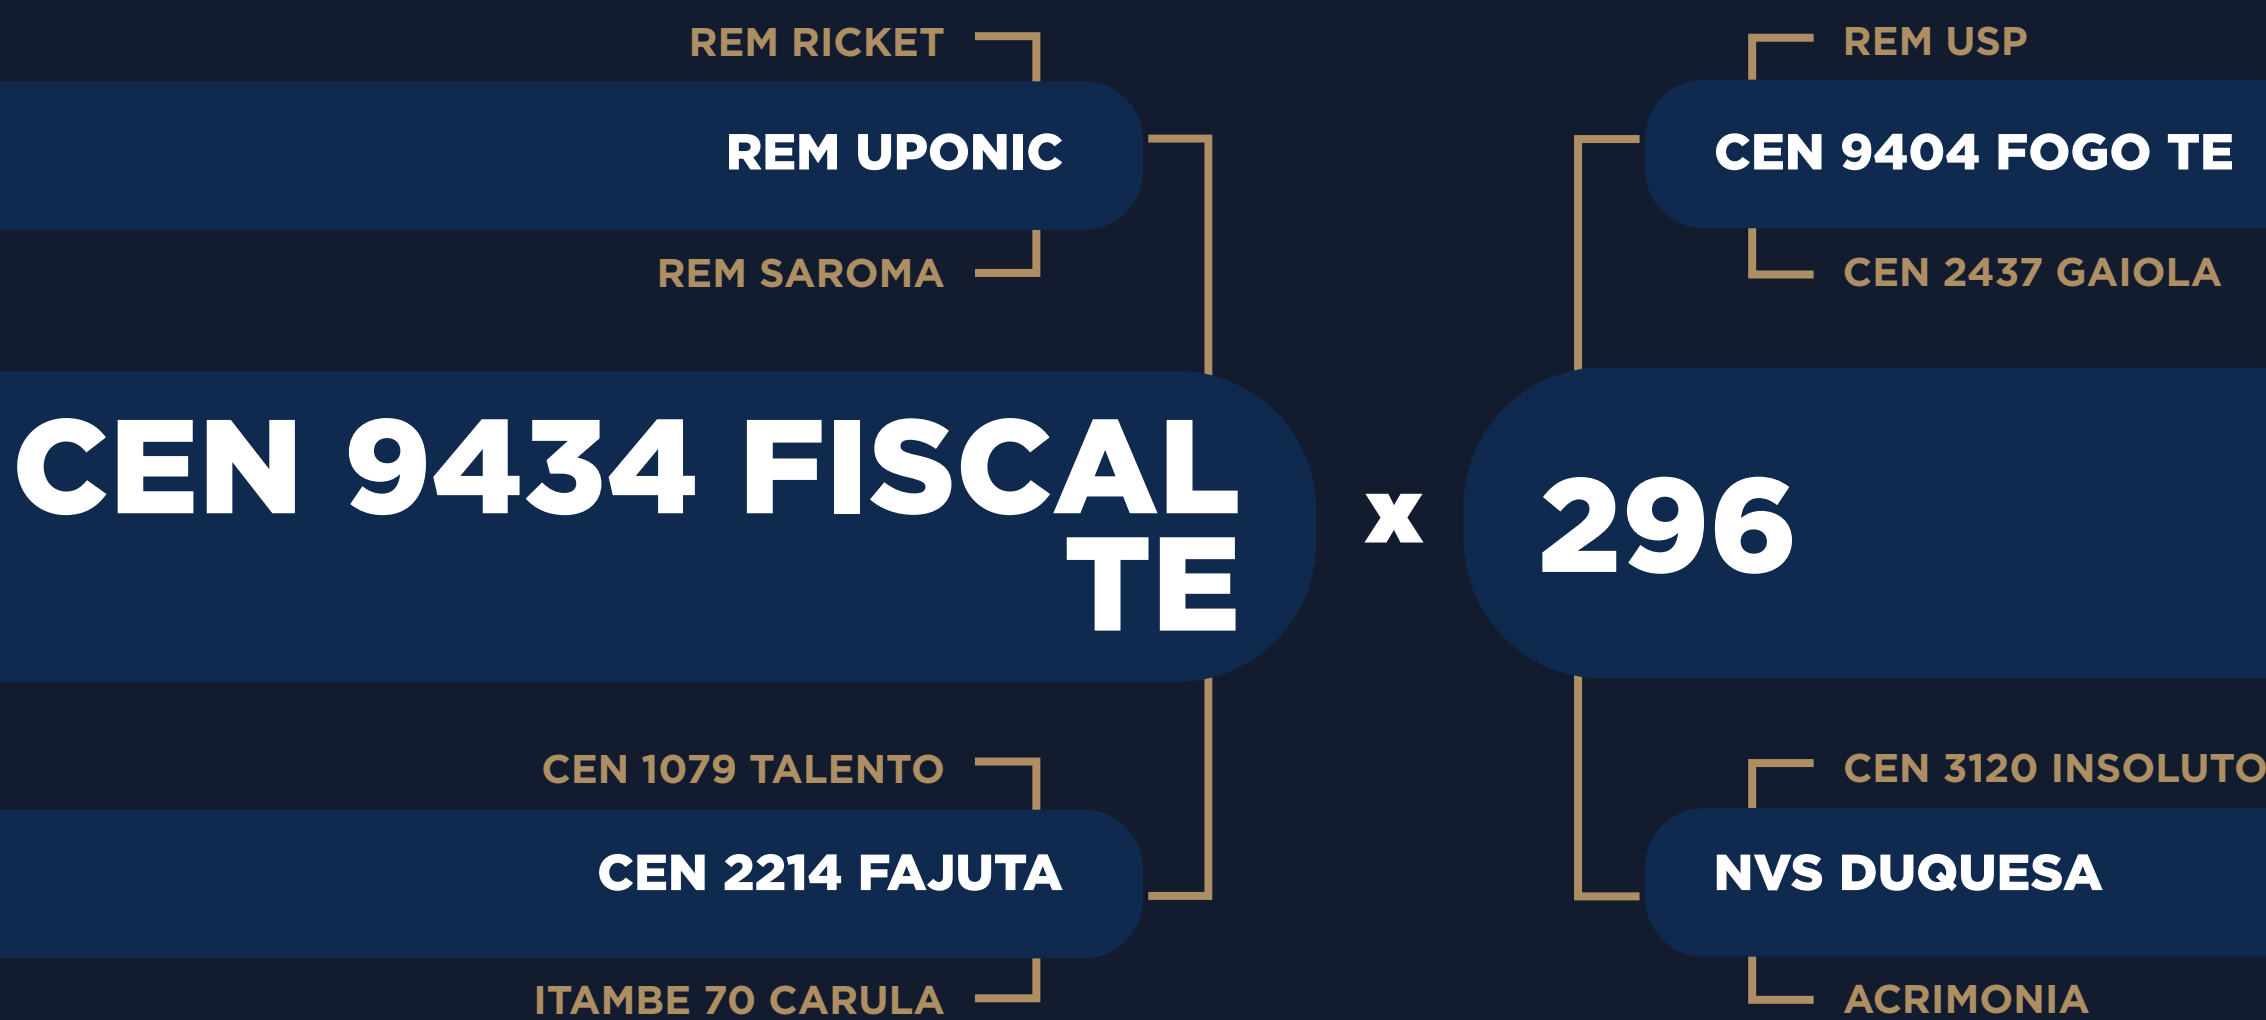 REM RICKET
REM UPONIC
REM SAROMA
CEN 9434 FISCAL
TE
CEN 1079 TALENTO
CEN 2214 FAJUTA
ITAMBE 70 CARULA
x
REM USP
CEN 9404 FOGO TE
CEN 2437 GAIOLA
296
CEN 3120 INSOLUTO
NVS DUQUESA
ACRIMONIA